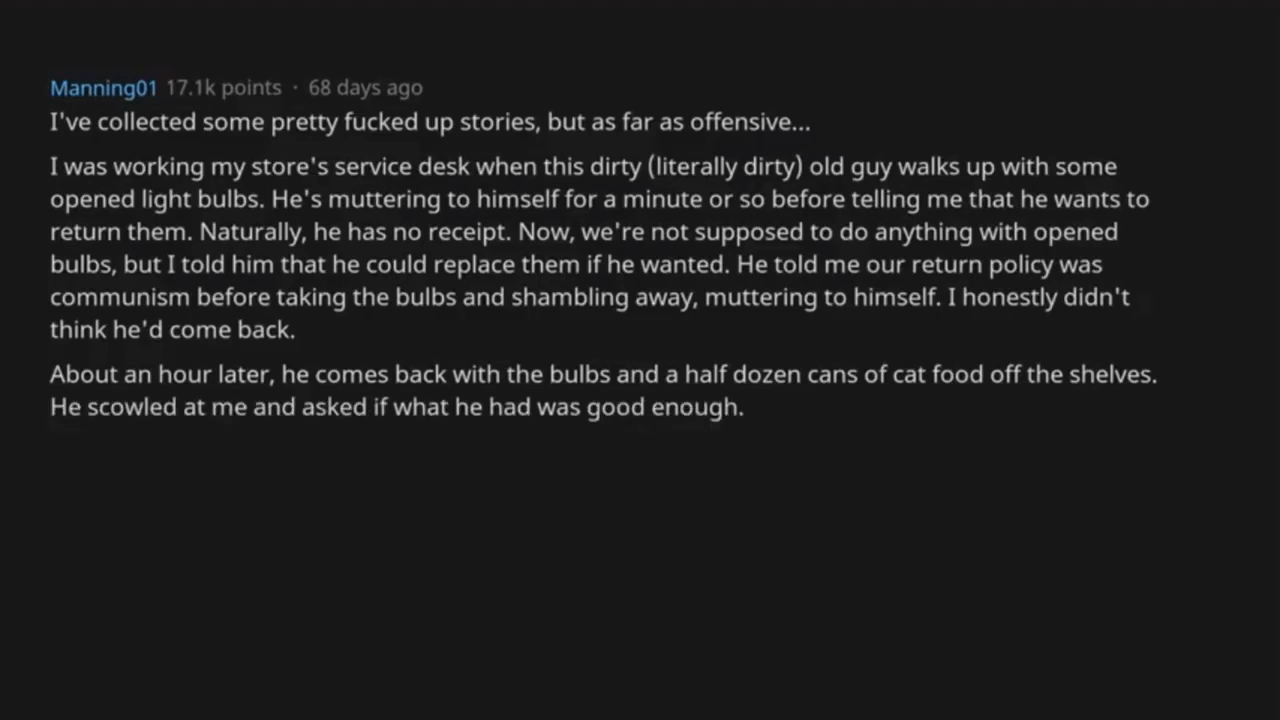 Manning01 17.1k points · 68 days ago
I've collected some pretty fucked up stories, but as far as offensive...
I was working my store's service desk when this dirty (literally dirty) old guy walks up with some
opened light bulbs. He's muttering to himself for a minute or so before telling me that he wants to
return them. Naturally, he has no receipt. Now, we're not supposed to do anything with opened
bulbs, but I told him that he could replace them if he wanted. He told me our return policy was
communism before taking the bulbs and shambling away, muttering to himself. I honestly didn't
think he'd come back.
About an hour later, he comes back with the bulbs and a half dozen cans of cat food off the shelves.
He scowled at me and asked if what he had was good enough.